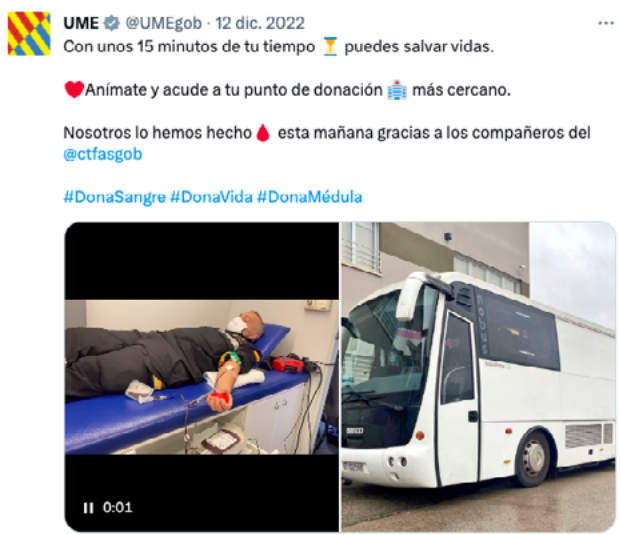 UME @UMEgob · 12 dic. 2022
Con unos 15 minutos de tu tiempo ⏳ puedes salvar vidas.
❤️Anímate y acude a tu punto de donación 🏥 más cercano.
Nosotros lo hemos hecho🩸 esta mañana gracias a los compañeros del
@ctfasgob
#DonaSangre #DonaVida #DonaMédula
IVECO
0:01